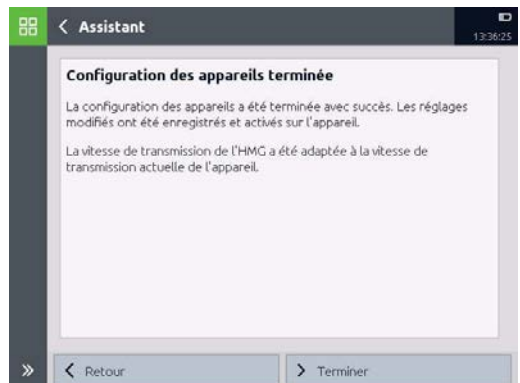 Assistant
13:36:25
Configuration des appareils terminée
La configuration des appareils a été terminée avec succès. Les réglages
modifiés ont été enregistrés et activés sur l'appareil.
La vitesse de transmission de l'HMG a été adaptée à la vitesse de
transmission actuelle de l'appareil.
Retour
Terminer